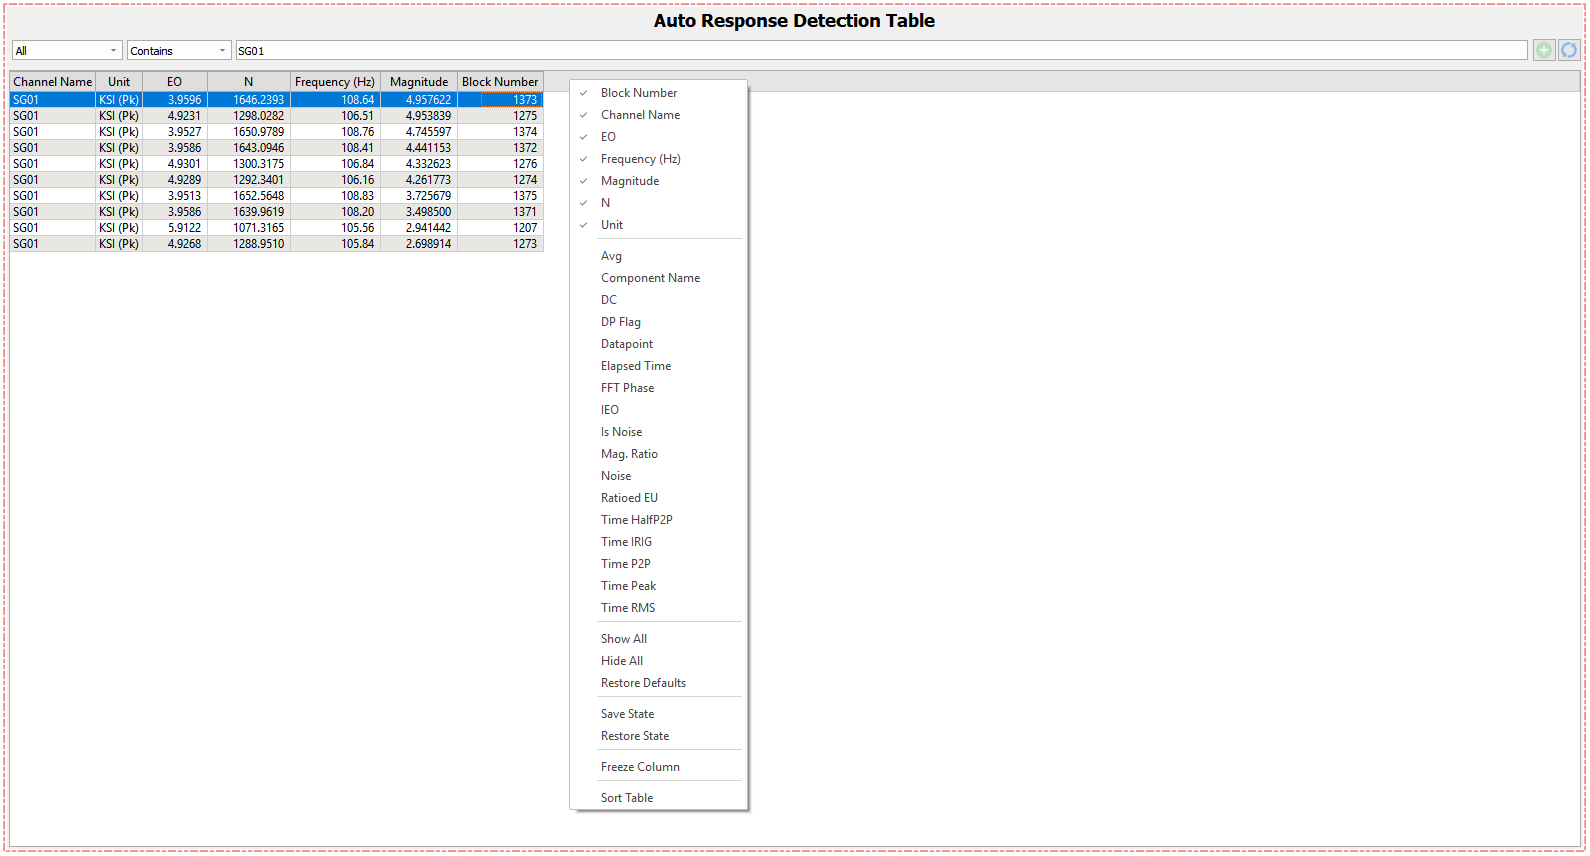 Auto Response Detection Table
All Contains SG01
Channel Name Unit EO N Frequency (Hz) Magnitude Block Number
SG01 KSI (Pk) 3.9596 1646.2393 108.64 4.957622 1373
SG01 KSI (Pk) 4.9231 1298.0282 106.51 4.953839 1275
SG01 KSI (Pk) 3.9527 1650.9789 108.76 4.745597 1374
SG01 KSI (Pk) 3.9586 1643.0946 108.41 4.441153 1372
SG01 KSI (Pk) 4.9301 1300.3175 106.84 4.332623 1276
SG01 KSI (Pk) 4.9289 1292.3401 106.16 4.261773 1274
SG01 KSI (Pk) 3.9513 1652.5648 108.83 3.725679 1375
SG01 KSI (Pk) 3.9586 1639.9619 108.20 3.498500 1371
SG01 KSI (Pk) 5.9122 1071.3165 105.56 2.941442 1207
SG01 KSI (Pk) 4.9268 1288.9510 105.84 2.698914 1273
Block Number
Channel Name
EO
Frequency (Hz)
Magnitude
N
Unit
Avg
Component Name
DC
DP Flag
Datapoint
Elapsed Time
FFT Phase
IEO
Is Noise
Mag. Ratio
Noise
Ratioed EU
Time HalfP2P
Time IRIG
Time P2P
Time Peak
Time RMS
Show All
Hide All
Restore Defaults
Save State
Restore State
Freeze Column
Sort Table